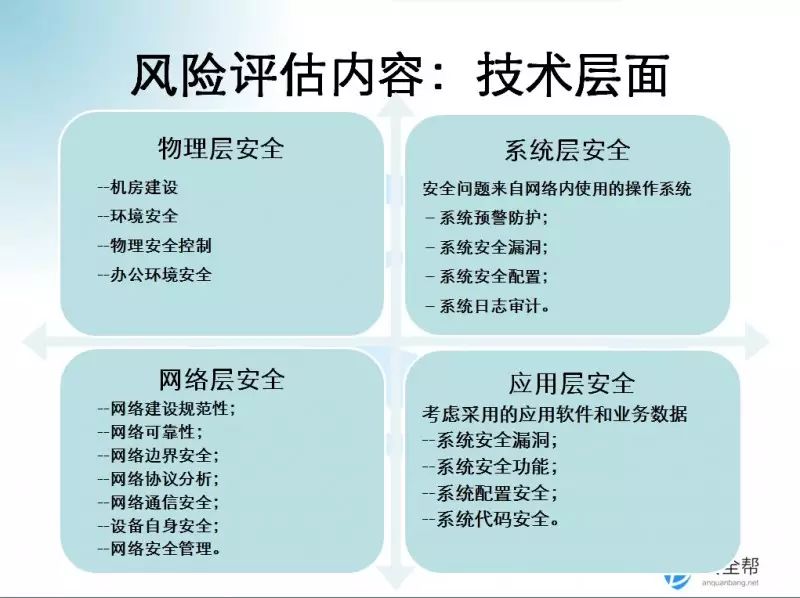 风险评估内容：技术层面
物理层安全
--机房建设
--环境安全
--物理安全控制
--办公环境安全
系统层安全
安全问题来自网络内使用的操作系统
–系统预警防护；
–系统安全漏洞；
–系统安全配置；
–系统日志审计。
网络层安全
--网络建设规范性；
--网络可靠性；
--网络边界安全；
--网络协议分析；
--网络通信安全；
--设备自身安全；
--网络安全管理。
应用层安全
考虑采用的应用软件和业务数据
--系统安全漏洞；
--系统安全功能；
--系统配置安全；
--系统代码安全。
全帮
anquanbang.net